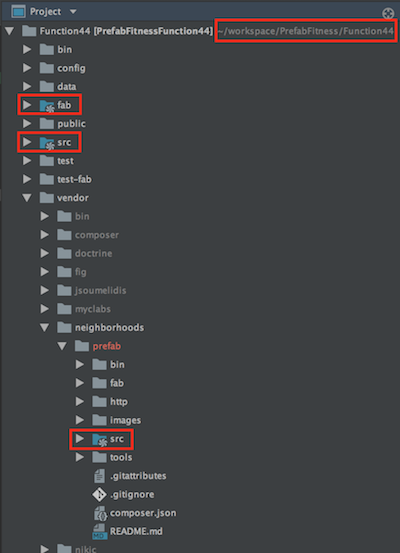 Project
Function44 [PrefabFitnessFunction44] ~/workspace/PrefabFitness/Function44
bin
config
data
fab
public
src
test
test-fab
vendor
bin
composer
doctrine
fig
jsoumelidis
myclabs
neighborhoods
prefab
bin
fab
http
images
src
tools
.gitattributes
.gitignore
composer.json
README.md
nikic